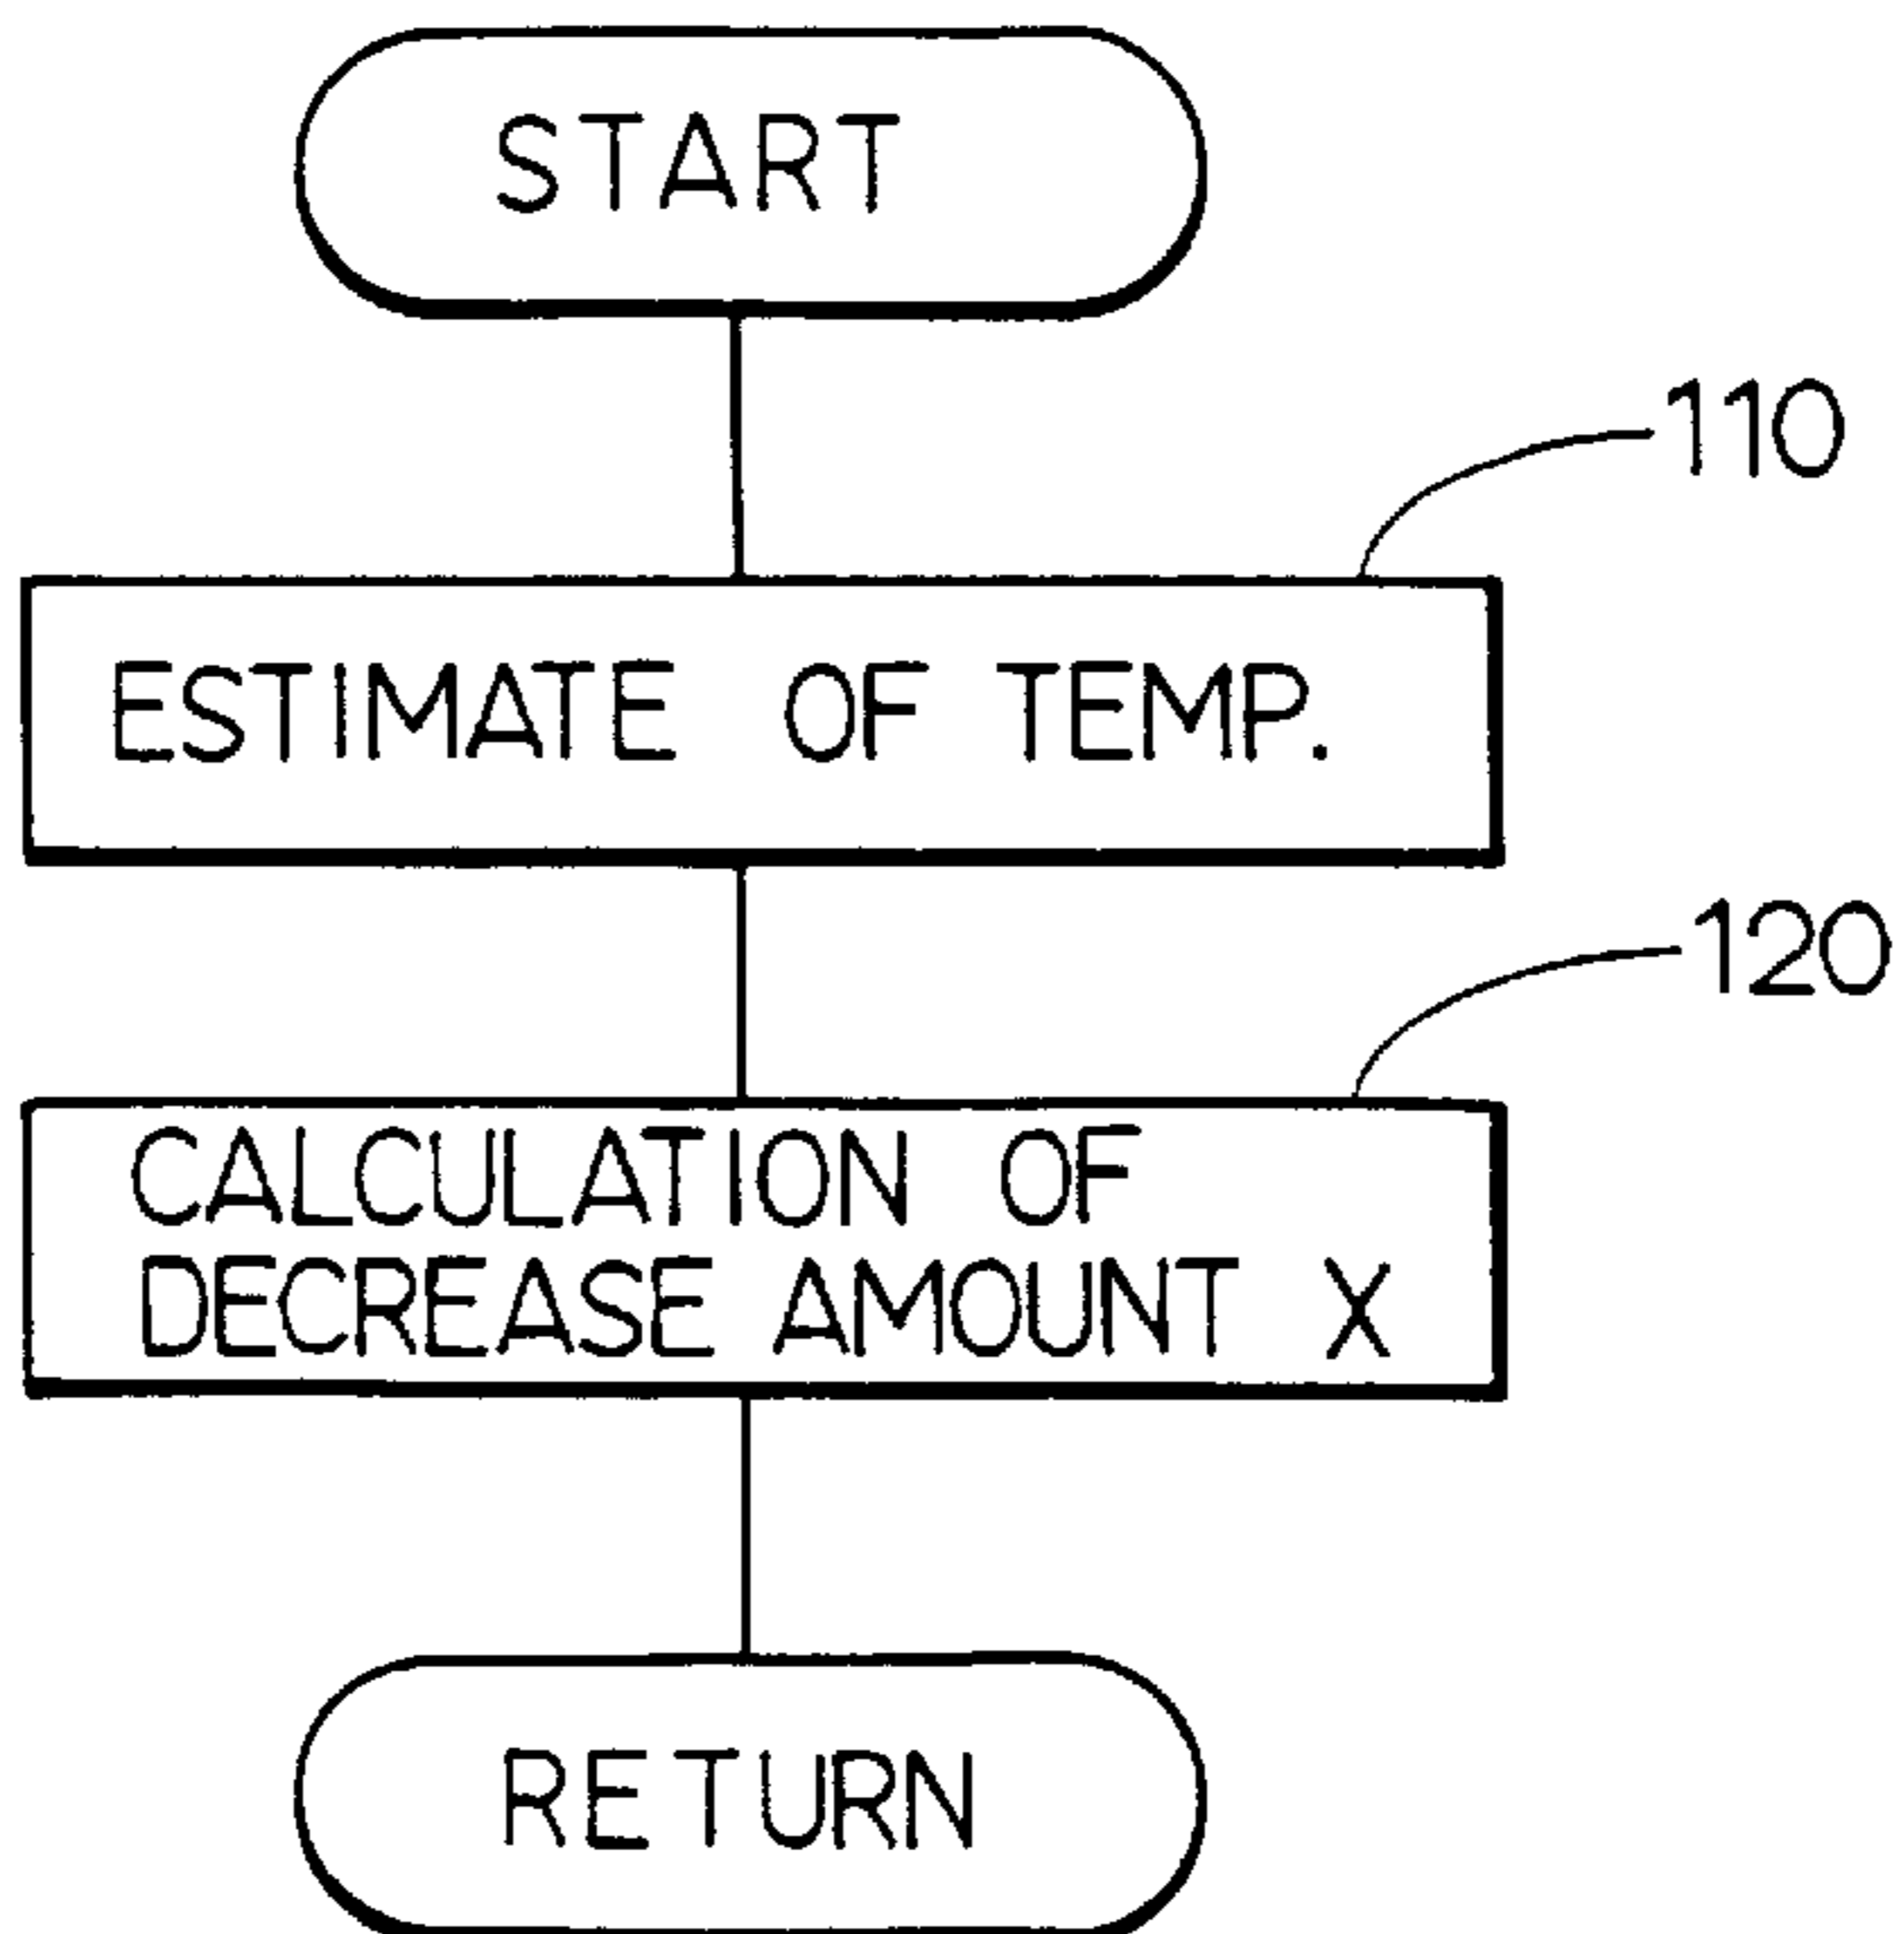 START
110
ESTIMATE OF TEMP.
120
CALCULATION OF
DECREASE AMOUNT X
RETURN